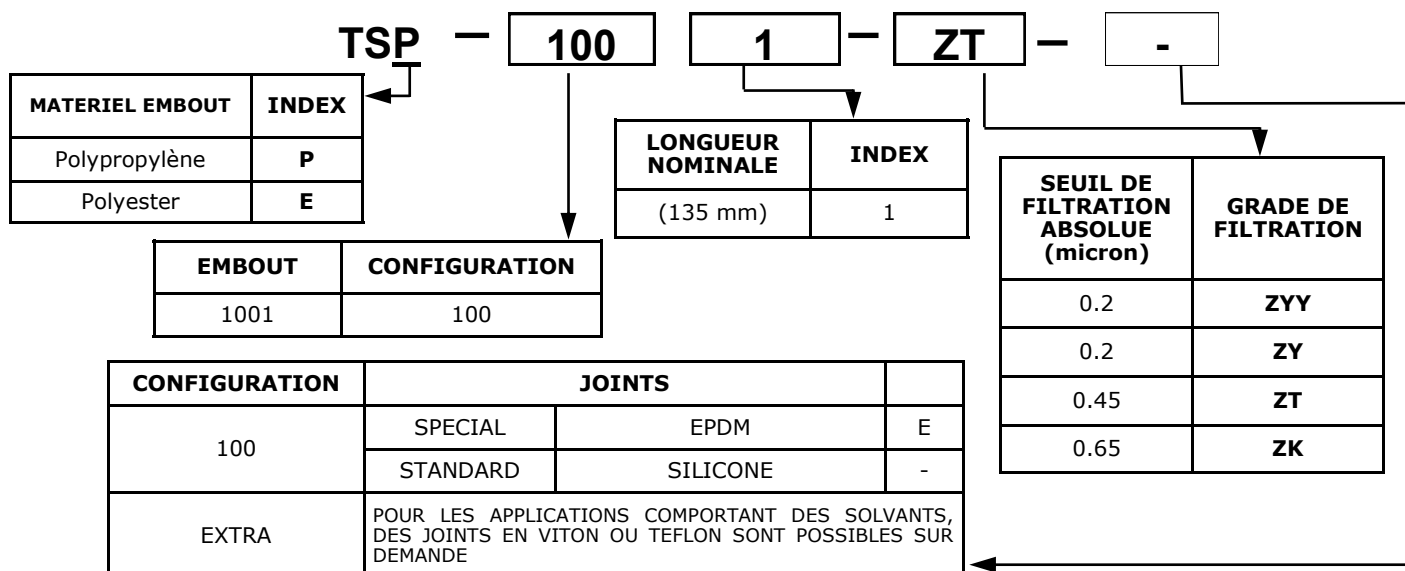 TSP – 100 1 – ZT – -
MATERIEL EMBOUT INDEX
Polypropylène P
Polyester E
LONGUEUR NOMINALE INDEX
(135 mm) 1
EMBOUT CONFIGURATION
1001 100
SEUIL DE FILTRATION ABSOLUE (micron) GRADE DE FILTRATION
0.2 ZYY
0.2 ZY
0.45 ZT
0.65 ZK
CONFIGURATION JOINTS
100 SPECIAL EPDM E
STANDARD SILICONE -
EXTRA POUR LES APPLICATIONS COMPORTANT DES SOLVANTS,
DES JOINTS EN VITON OU TEFLON SONT POSSIBLES SUR
DEMANDE